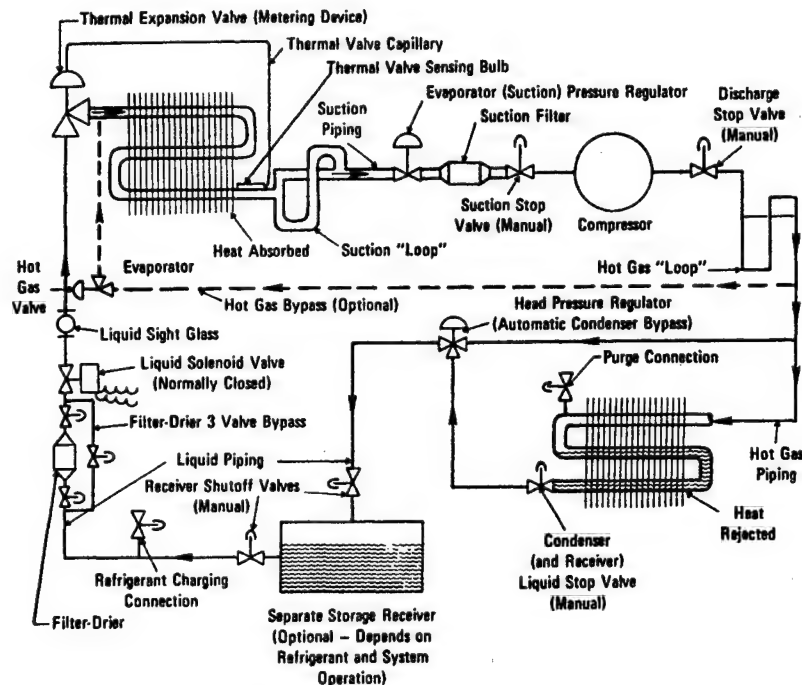 Thermal Expansion Valve (Metering Device)
Thermal Valve Capillary
Thermal Valve Sensing Bulb
Evaporator (Suction) Pressure Regulator
Suction
Piping
Suction Filter
Discharge
Stop Valve
(Manual)
Suction Stop
Valve (Manual)
Compressor
Heat Absorbed
Suction "Loop"
Hot Gas "Loop"
Hot
Gas
Valve
Evaporator
Hot Gas Bypass (Optional)
Head Pressure Regulator
(Automatic Condenser Bypass)
Liquid Sight Glass
Purge Connection
Liquid Solenoid Valve
(Normally Closed)
Filter-Drier 3 Valve Bypass
Liquid Piping
Hot Gas
Piping
Receiver Shutoff Valves
(Manual)
Heat
Rejected
Condenser
(and Receiver)
Liquid Stop Valve
(Manual)
Refrigerant Charging
Connection
Filter-Drier
Separate Storage Receiver
(Optional – Depends on
Refrigerant and System
Operation)